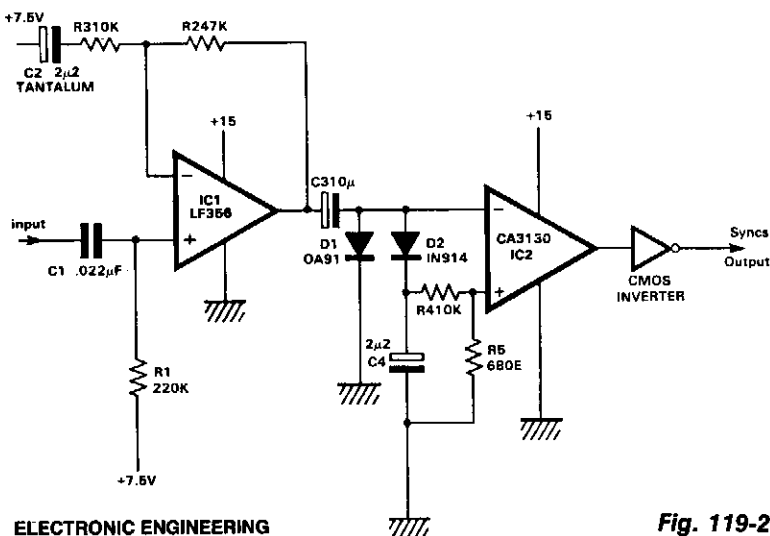 +7.5V
R310K
R247K
C2 2µ2
TANTALUM
+15
+15
C310µ
IC1
LF356
input
C1 .022µF
D1
OA91
D2
IN914
CA3130
IC2
Syncs
Output
CMOS
INVERTER
R410K
2µ2
C4
R5
680E
R1
220K
+7.5V
ELECTRONIC ENGINEERING
Fig. 119-2